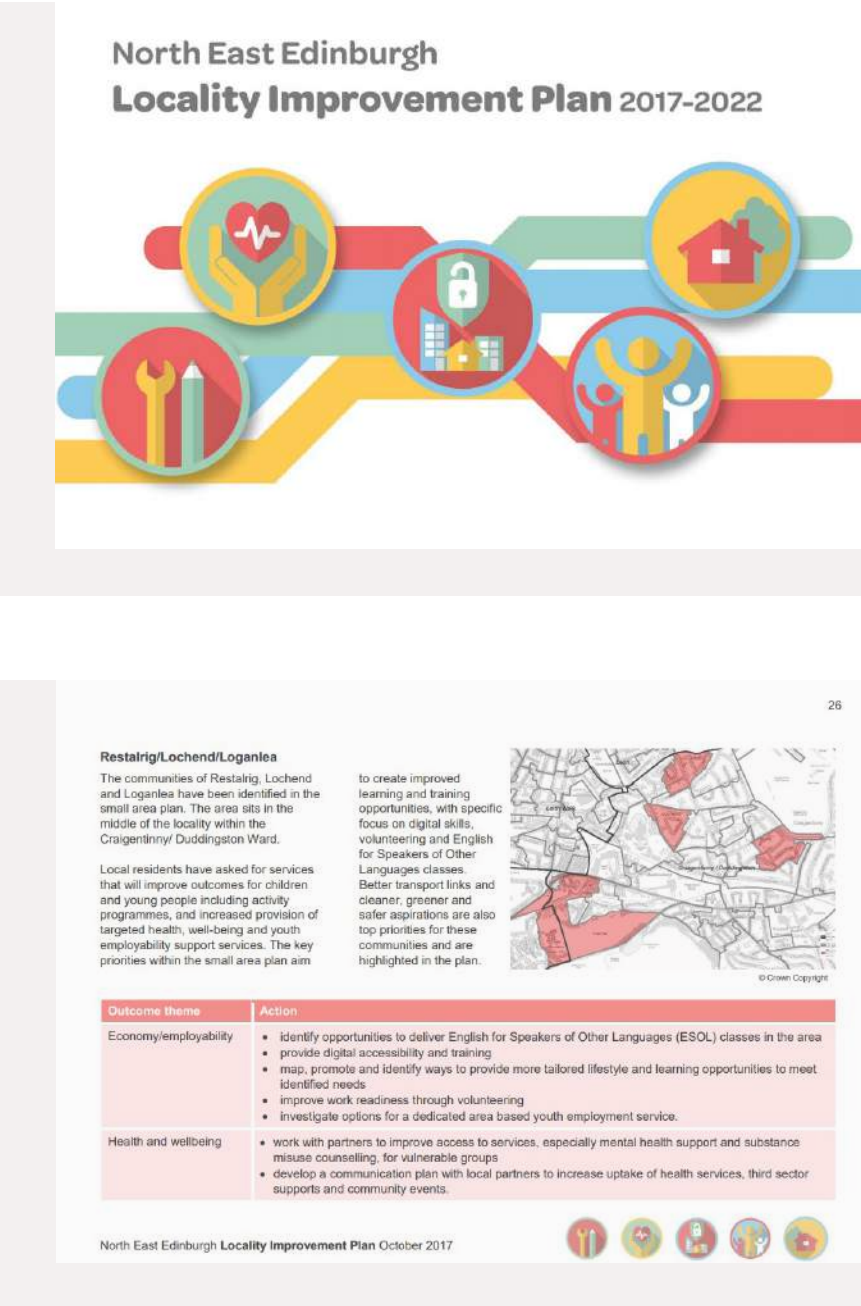 North East Edinburgh
Locality Improvement Plan 2017-2022
26
Restalrig/Lochend/Loganlea
The communities of Restalrig, Lochend
and Loganlea have been identified in the
small area plan. The area sits in the
middle of the locality within the
Craigentinny/ Duddingston Ward.
Local residents have asked for services
that will improve outcomes for children
and young people including activity
programmes, and increased provision of
targeted health, well-being and youth
employability support services. The key
priorities within the small area plan aim
to create improved
learning and training
opportunities, with specific
focus on digital skills,
volunteering and English
for Speakers of Other
Languages classes.
Better transport links and
cleaner, greener and
safer aspirations are also
top priorities for these
communities and are
highlighted in the plan.
© Crown Copyright
Outcome theme Action
Economy/employability
• identify opportunities to deliver English for Speakers of Other Languages (ESOL) classes in the area
• provide digital accessibility and training
• map, promote and identify ways to provide more tailored lifestyle and learning opportunities to meet
identified needs
• improve work readiness through volunteering
• investigate options for a dedicated area based youth employment service.
Health and wellbeing
• work with partners to improve access to services, especially mental health support and substance
misuse counselling, for vulnerable groups
• develop a communication plan with local partners to increase uptake of health services, third sector
supports and community events.
North East Edinburgh Locality Improvement Plan October 2017